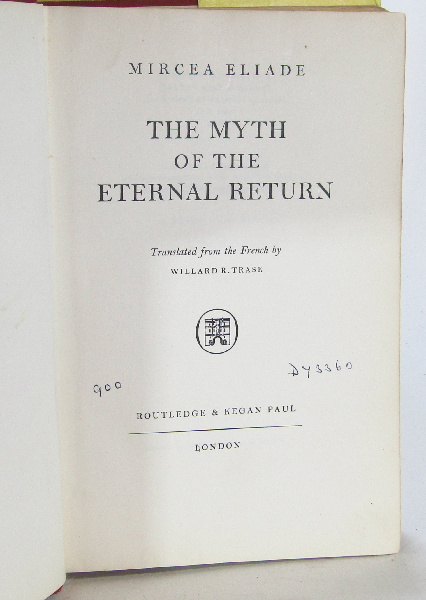 MIRCEA ELIADE
THE MYTH
OF THE
ETERNAL RETURN
Translated from the French by
WILLARD R. TRASK
900
DY3360
ROUTLEDGE & KEGAN PAUL
LONDON